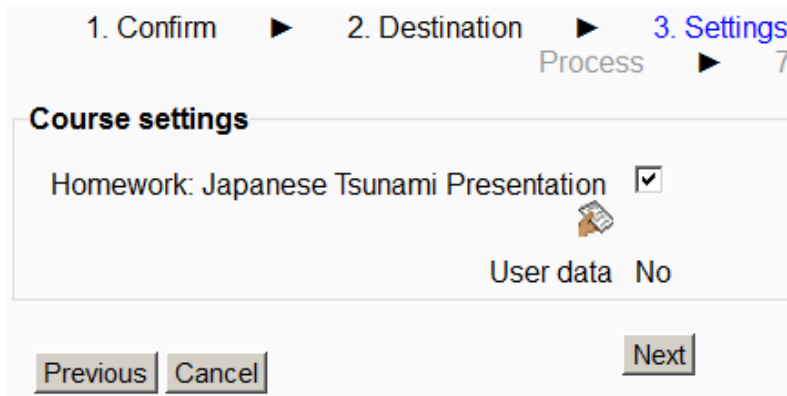 1. Confirm ► 2. Destination ► 3. Settings
Process ► 7
Course settings
Homework: Japanese Tsunami Presentation
User data No
Previous Cancel Next